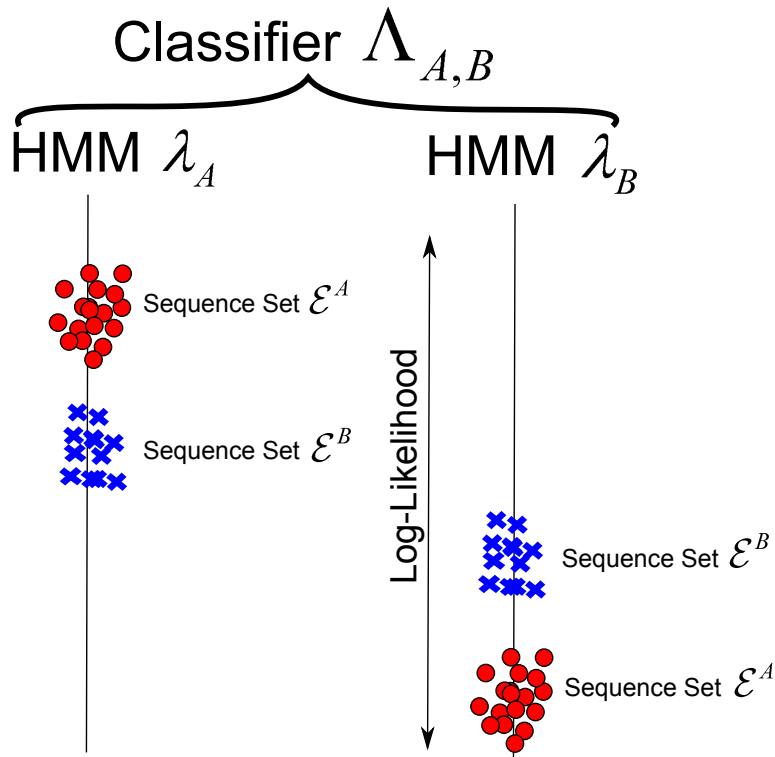 Classifier Λ_{A,B}
HMM λ_A
HMM λ_B
Sequence Set ℰ^A
Sequence Set ℰ^B
Log-Likelihood
Sequence Set ℰ^B
Sequence Set ℰ^A